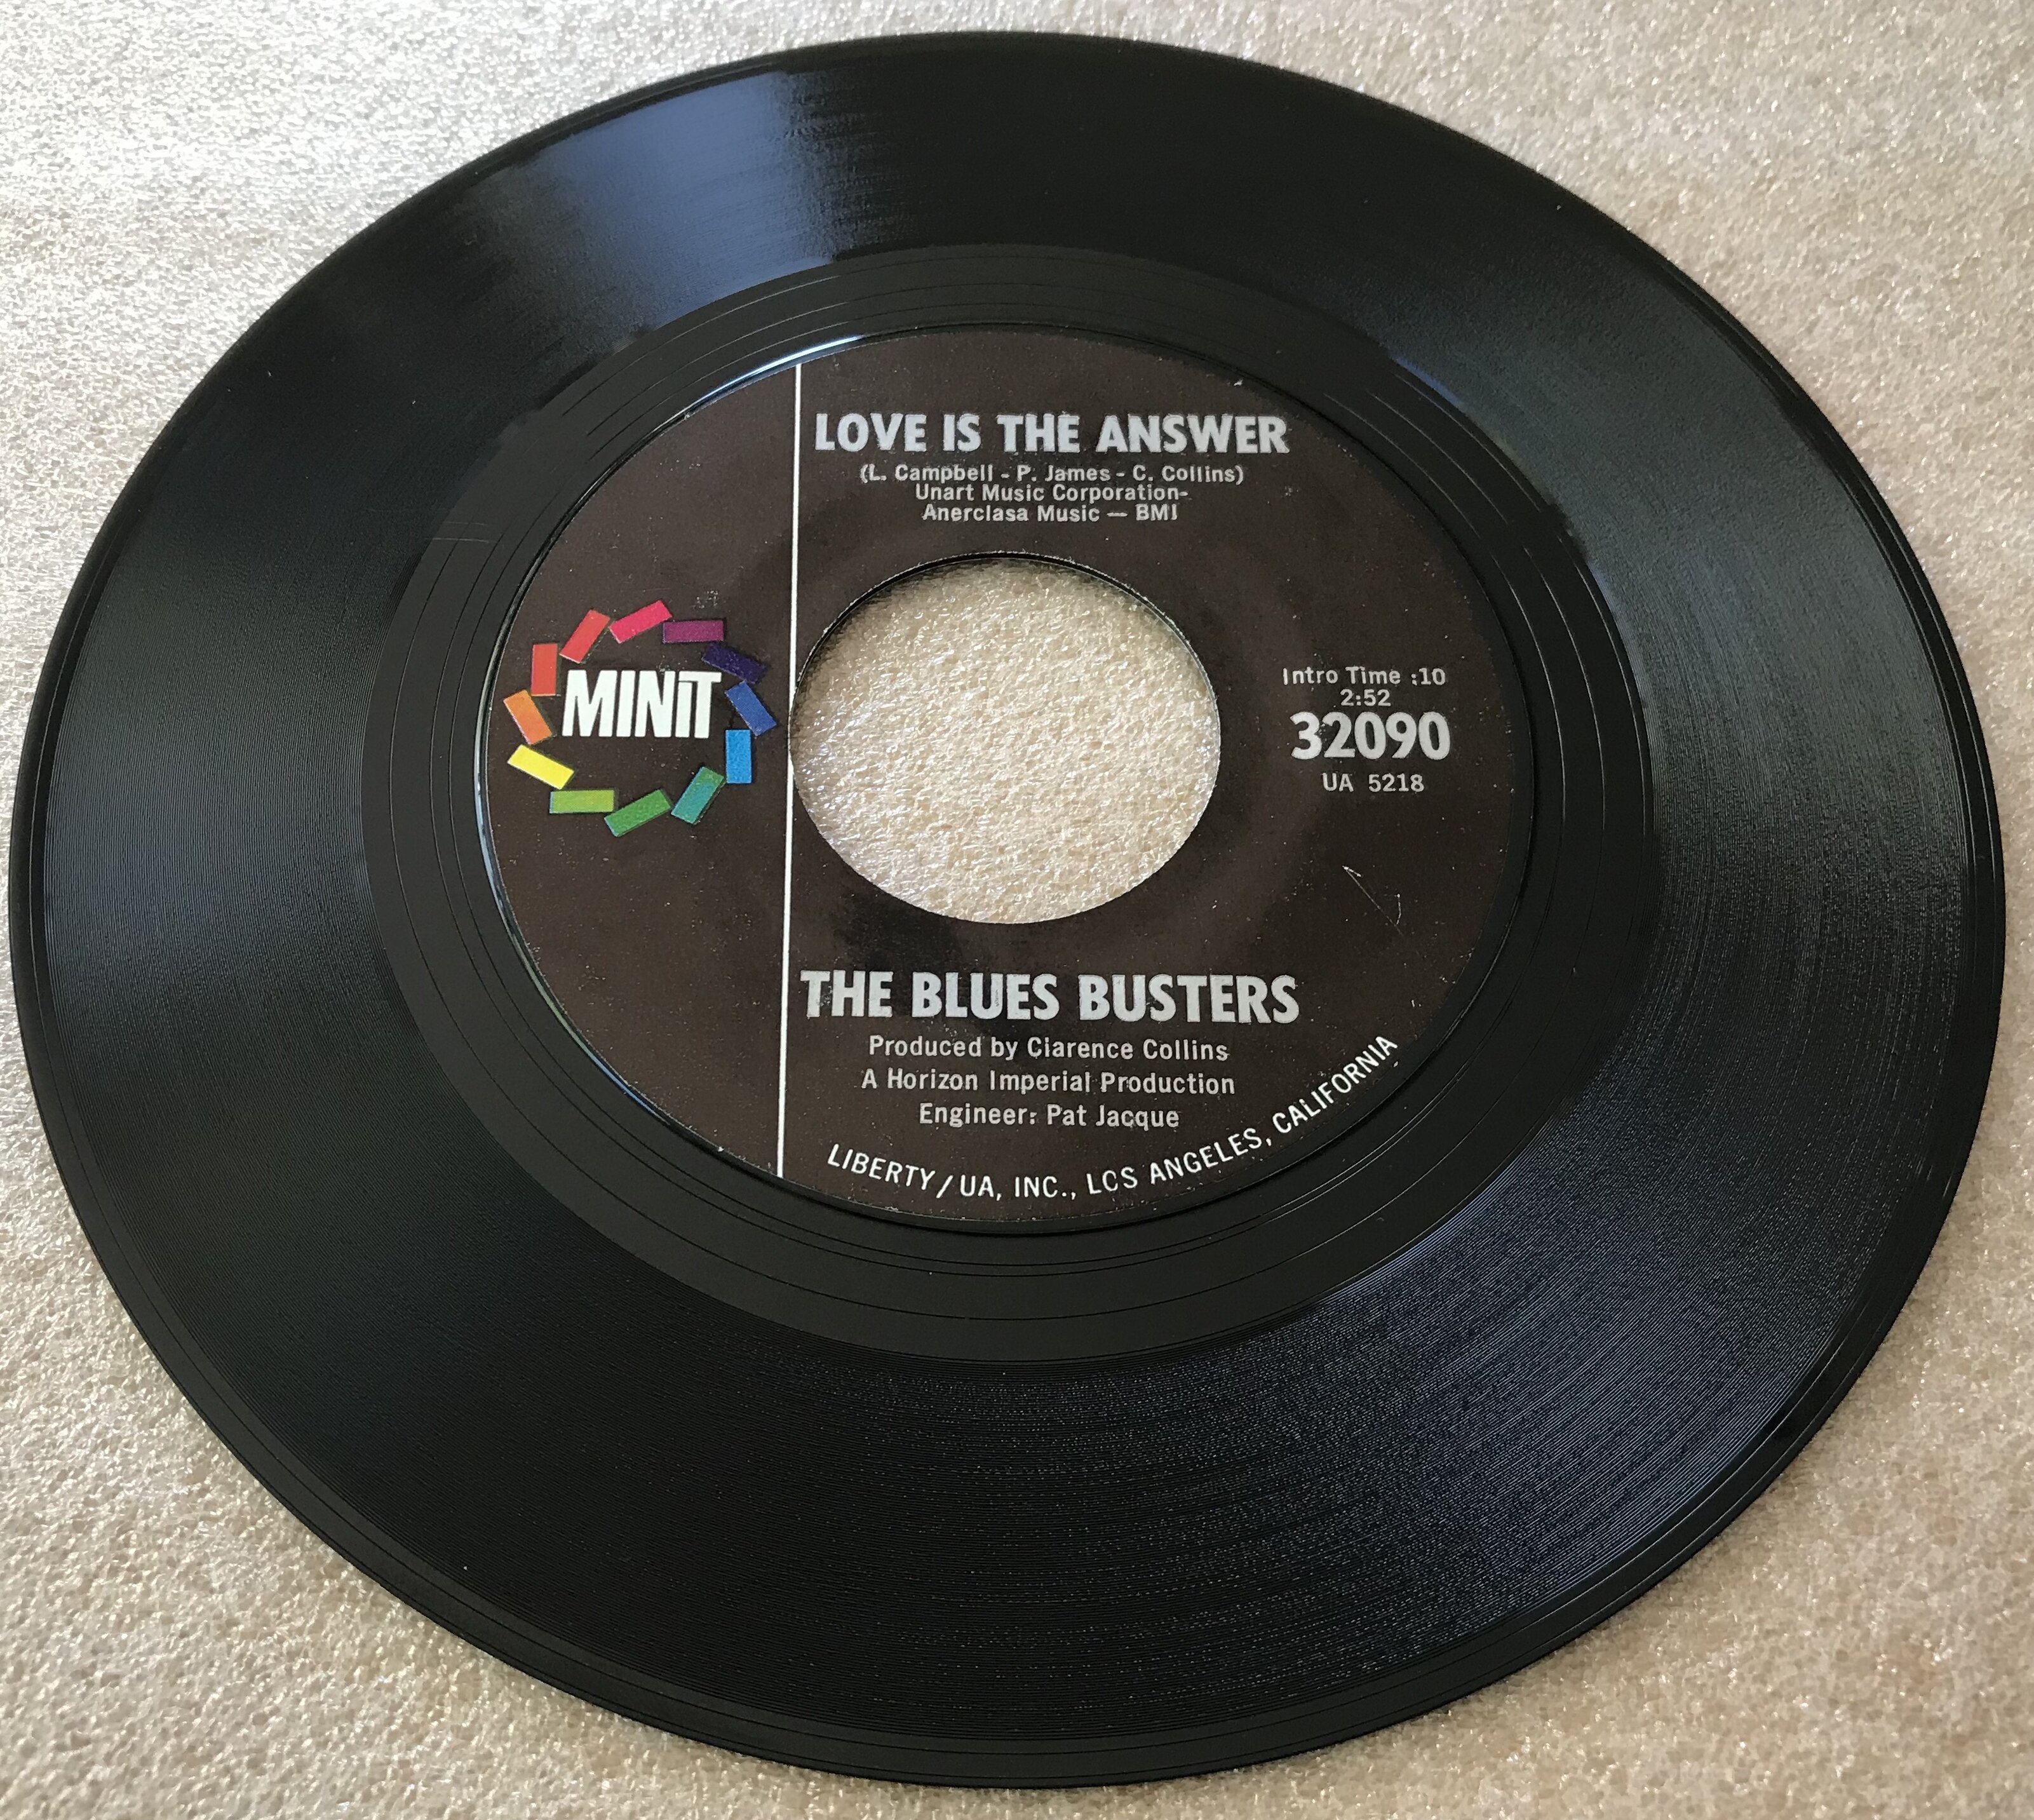 LOVE IS THE ANSWER
(L. Campbell - P. James - C. Collins)
Unart Music Corporation-
Anerclasa Music — BMI
MINIT
Intro Time :10
2:52
32090
UA 5218
THE BLUES BUSTERS
Produced by Clarence Collins
A Horizon Imperial Production
Engineer: Pat Jacque
LIBERTY/UA, INC., LOS ANGELES, CALIFORNIA